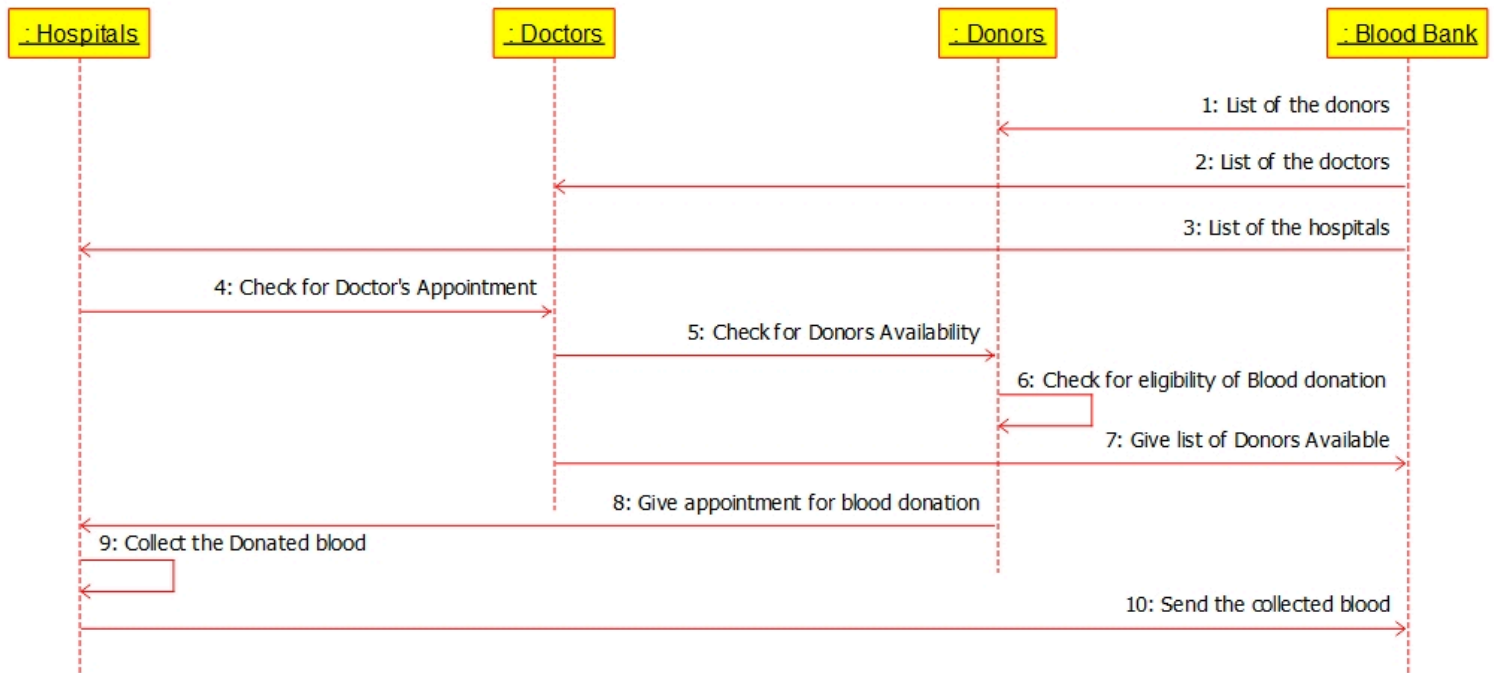 : Hospitals
: Doctors
: Donors
: Blood Bank
1: List of the donors
2: List of the doctors
3: List of the hospitals
4: Check for Doctor's Appointment
5: Check for Donors Availability
6: Check for eligibility of Blood donation
7: Give list of Donors Available
8: Give appointment for blood donation
9: Collect the Donated blood
10: Send the collected blood